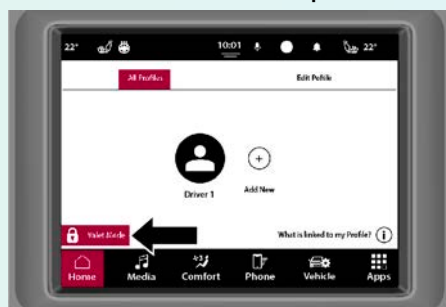 22° 10:01 22°
All Profiles Edit Pofile
Driver 1 Add New
Valet Mode What is linked to my Profile? i
Home Media Comfort Phone Vehicle Apps